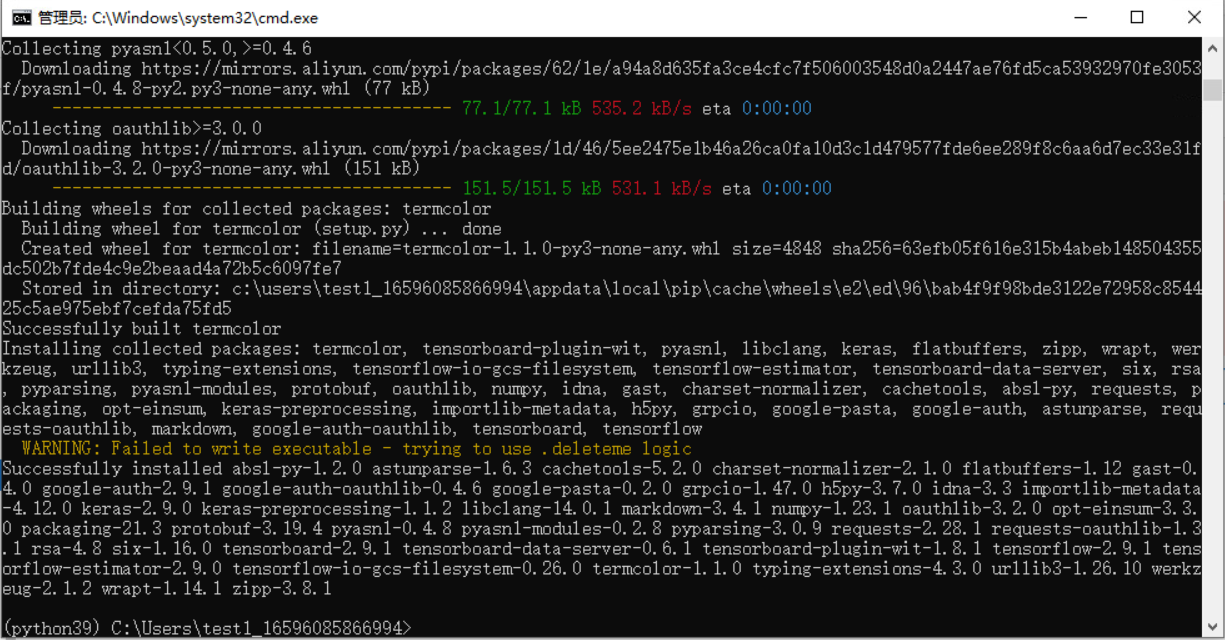 管理员: C:\Windows\system32\cmd.exe
Collecting pyasn1<0.5.0,>=0.4.6
  Downloading https://mirrors.aliyun.com/pypi/packages/62/1e/a94a8d635fa3ce4cfc7f506003548d0a2447ae76fd5ca53932970fe3053
f/pyasn1-0.4.8-py2.py3-none-any.whl (77 kB)
     ---------------------------------------- 77.1/77.1 kB 535.2 kB/s eta 0:00:00
Collecting oauthlib>=3.0.0
  Downloading https://mirrors.aliyun.com/pypi/packages/1d/46/5ee2475e1b46a26ca0fa10d3c1d479577fde6ee289f8c6aa6d7ec33e31f
d/oauthlib-3.2.0-py3-none-any.whl (151 kB)
     ---------------------------------------- 151.5/151.5 kB 531.1 kB/s eta 0:00:00
Building wheels for collected packages: termcolor
  Building wheel for termcolor (setup.py) ... done
  Created wheel for termcolor: filename=termcolor-1.1.0-py3-none-any.whl size=4848 sha256=63efb05f616e315b4abeb148504355
dc502b7fde4c9e2beaad4a72b5c6097fe7
  Stored in directory: c:\users\test1_16596085866994\appdata\local\pip\cache\wheels\e2\ed\96\bab4f9f98bde3122e72958c8544
25c5ae975ebf7cefda75fd5
Successfully built termcolor
Installing collected packages: termcolor, tensorboard-plugin-wit, pyasn1, libclang, keras, flatbuffers, zipp, wrapt, wer
kzeug, urllib3, typing-extensions, tensorflow-io-gcs-filesystem, tensorflow-estimator, tensorboard-data-server, six, rsa
, pyparsing, pyasn1-modules, protobuf, oauthlib, numpy, idna, gast, charset-normalizer, cachetools, absl-py, requests, p
ackaging, opt-einsum, keras-preprocessing, importlib-metadata, h5py, grpcio, google-pasta, google-auth, astunparse, requ
ests-oauthlib, markdown, google-auth-oauthlib, tensorboard, tensorflow
  WARNING: Failed to write executable - trying to use .deleteme logic
Successfully installed absl-py-1.2.0 astunparse-1.6.3 cachetools-5.2.0 charset-normalizer-2.1.0 flatbuffers-1.12 gast-0.
4.0 google-auth-2.9.1 google-auth-oauthlib-0.4.6 google-pasta-0.2.0 grpcio-1.47.0 h5py-3.7.0 idna-3.3 importlib-metadata
-4.12.0 keras-2.9.0 keras-preprocessing-1.1.2 libclang-14.0.1 markdown-3.4.1 numpy-1.23.1 oauthlib-3.2.0 opt-einsum-3.3.
0 packaging-21.3 protobuf-3.19.4 pyasn1-0.4.8 pyasn1-modules-0.2.8 pyparsing-3.0.9 requests-2.28.1 requests-oauthlib-1.3
.1 rsa-4.8 six-1.16.0 tensorboard-2.9.1 tensorboard-data-server-0.6.1 tensorboard-plugin-wit-1.8.1 tensorflow-2.9.1 tens
orflow-estimator-2.9.0 tensorflow-io-gcs-filesystem-0.26.0 termcolor-1.1.0 typing-extensions-4.3.0 urllib3-1.26.10 werkz
eug-2.1.2 wrapt-1.14.1 zipp-3.8.1
(python39) C:\Users\test1_16596085866994>